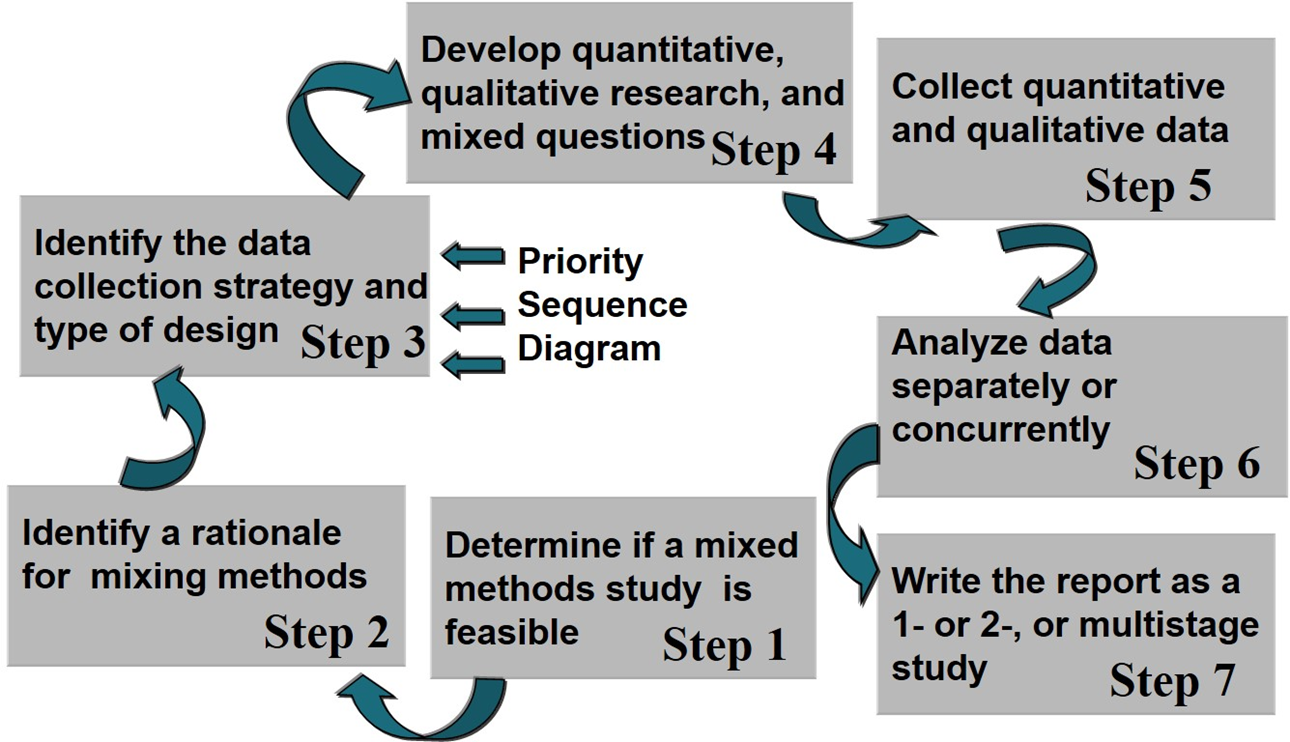 Develop quantitative,
qualitative research, and
mixed questions
Step 4
Collect quantitative
and qualitative data
Step 5
Identify the data
collection strategy and
type of design
Step 3
Priority
Sequence
Diagram
Analyze data
separately or
concurrently
Step 6
Identify a rationale
for  mixing methods
Step 2
Determine if a mixed
methods study  is
feasible
Step 1
Write the report as a
1- or 2-, or multistage
study
Step 7